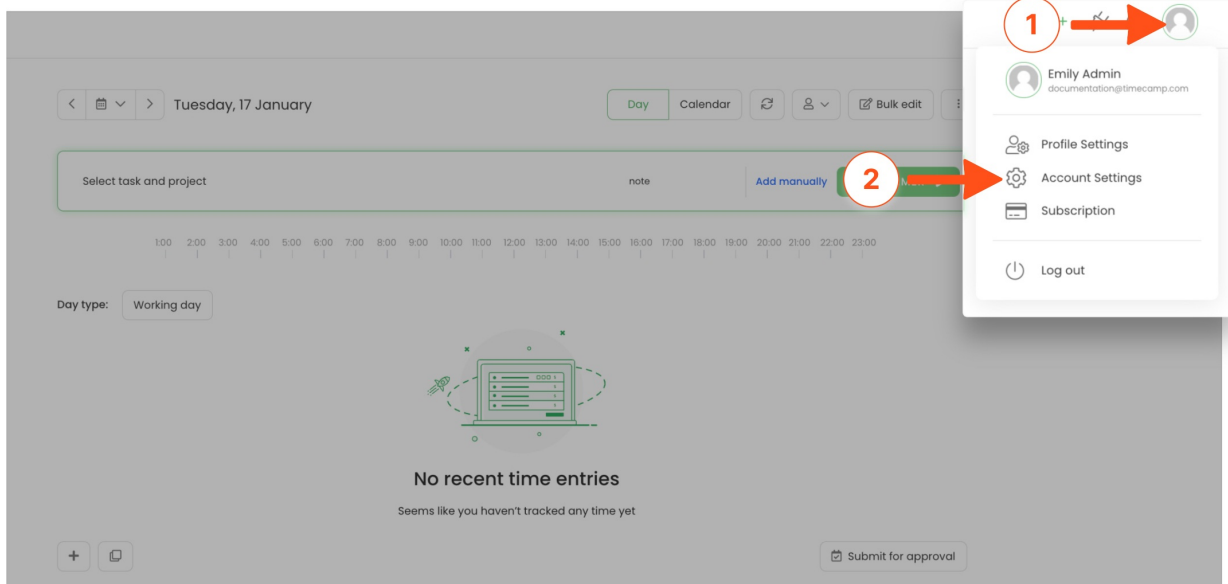 1
Emily Admin
documentation@timecamp.com
Tuesday, 17 January
Day Calendar Bulk edit
Profile Settings
Select task and project note Add manually 2 Account Settings
Subscription
1:00 2:00 3:00 4:00 5:00 6:00 7:00 8:00 9:00 10:00 11:00 12:00 13:00 14:00 15:00 16:00 17:00 18:00 19:00 20:00 21:00 22:00 23:00
Log out
Day type: Working day
No recent time entries
Seems like you haven't tracked any time yet
Submit for approval